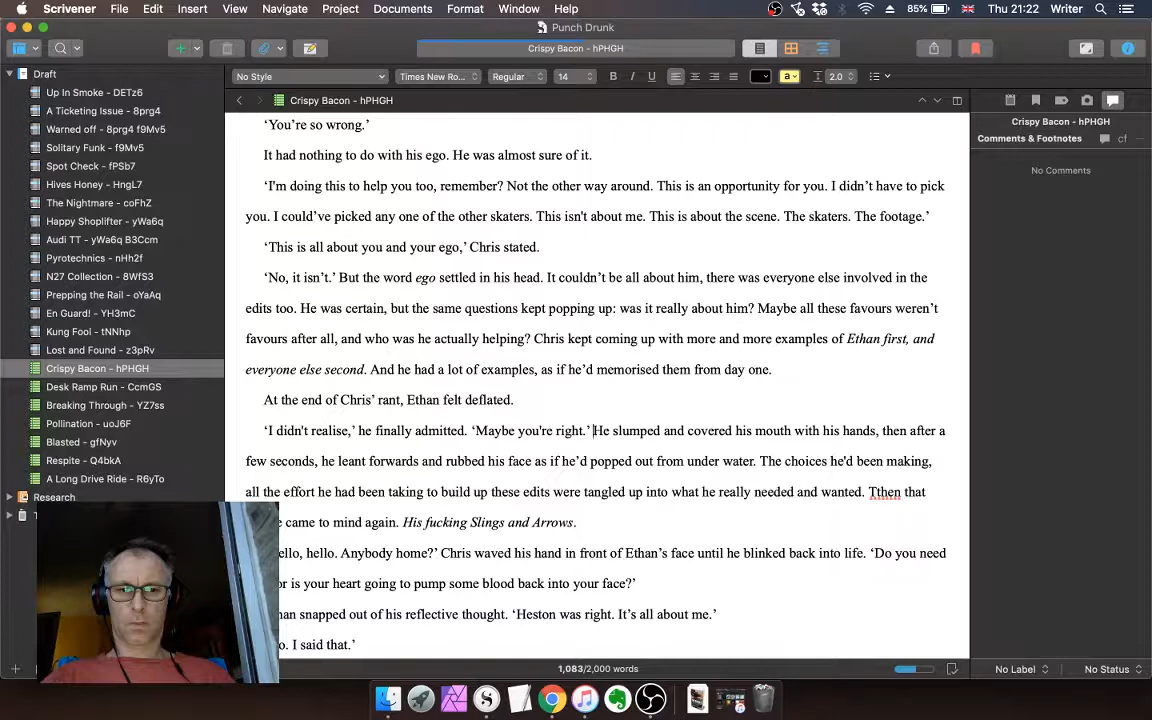 Scrivener File Edit Insert View Navigate Project Documents Format Window Help 85% Thu 21:22 Writer
Punch Drunk
Crispy Bacon - hPHGH
No Style Times New Ro... Regular 14 B I U a 2.0
Draft
Up In Smoke - DETz6
A Ticketing Issue - 8prg4
Warned off - 8prg4 f9Mv5
Solitary Funk - f9Mv5
Spot Check - fPSb7
Hives Honey - HngL7
The Nightmare - coFhZ
Happy Shoplifter - yWa6q
Audi TT - yWa6q B3Ccm
Pyrotechnics - nHh2f
N27 Collection - 8WfS3
Prepping the Rail - oYaAq
En Guard! - YH3mC
Kung Fool - tNNhp
Lost and Found - z3pRv
Crispy Bacon - hPHGH
Desk Ramp Run - CcmGS
Breaking Through - YZ7ss
Pollination - uoJ6F
Blasted - gfNyv
Respite - Q4bkA
A Long Drive Ride - R6yTo
Research
T
Crispy Bacon - hPHGH
‘You’re so wrong.’
It had nothing to do with his ego. He was almost sure of it.
‘I'm doing this to help you too, remember? Not the other way around. This is an opportunity for you. I didn’t have to pick
you. I could’ve picked any one of the other skaters. This isn't about me. This is about the scene. The skaters. The footage.’
‘This is all about you and your ego,’ Chris stated.
‘No, it isn’t.’ But the word ego settled in his head. It couldn’t be all about him, there was everyone else involved in the
edits too. He was certain, but the same questions kept popping up: was it really about him? Maybe all these favours weren’t
favours after all, and who was he actually helping? Chris kept coming up with more and more examples of Ethan first, and
everyone else second. And he had a lot of examples, as if he’d memorised them from day one.
At the end of Chris’ rant, Ethan felt deflated.
‘I didn't realise,’ he finally admitted. ‘Maybe you're right.’ He slumped and covered his mouth with his hands, then after a
few seconds, he leant forwards and rubbed his face as if he’d popped out from under water. The choices he'd been making,
all the effort he had been taking to build up these edits were tangled up into what he really needed and wanted. Tthen that
came to mind again. His fucking Slings and Arrows.
ello, hello. Anybody home?’ Chris waved his hand in front of Ethan’s face until he blinked back into life. ‘Do you need
or is your heart going to pump some blood back into your face?’
han snapped out of his reflective thought. ‘Heston was right. It’s all about me.’
o. I said that.’
1,083/2,000 words
Crispy Bacon - hPHGH
Comments & Footnotes cf
No Comments
No Label No Status